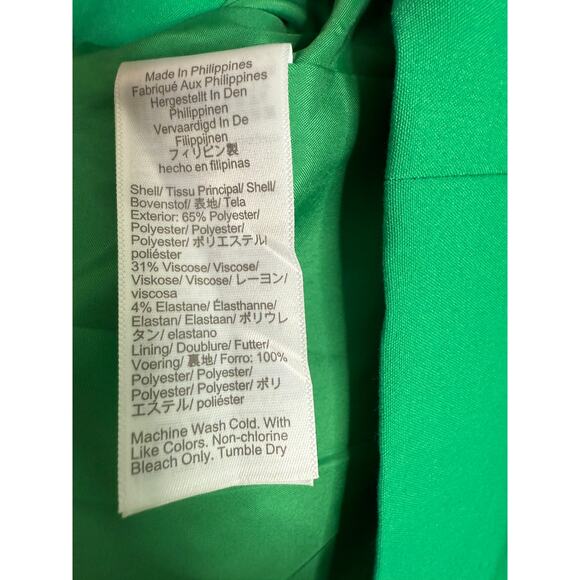 Made In Philippines
Fabriqué Aux Philippines
Hergestellt In Den
Philippinen
Vervaardigd In De
Filippijnen
フィリピン製
hecho en filipinas
Shell/ Tissu Principal/ Shell/
Bovenstof/ 表地/ Tela
Exterior: 65% Polyester/
Polyester/ Polyester/
Polyester/ ポリエステル/
poliéster
31% Viscose/ Viscose/
Viskose/ Viscose/ レーヨン/
viscosa
4% Elastane/ Élasthanne/
Elastan/ Elastaan/ ポリウレ
タン/ elastano
Lining/ Doublure/ Futter/
Voering/ 裏地/ Forro: 100%
Polyester/ Polyester/
Polyester/ Polyester/ ポリ
エステル/ poliéster
Machine Wash Cold. With
Like Colors. Non-chlorine
Bleach Only. Tumble Dry